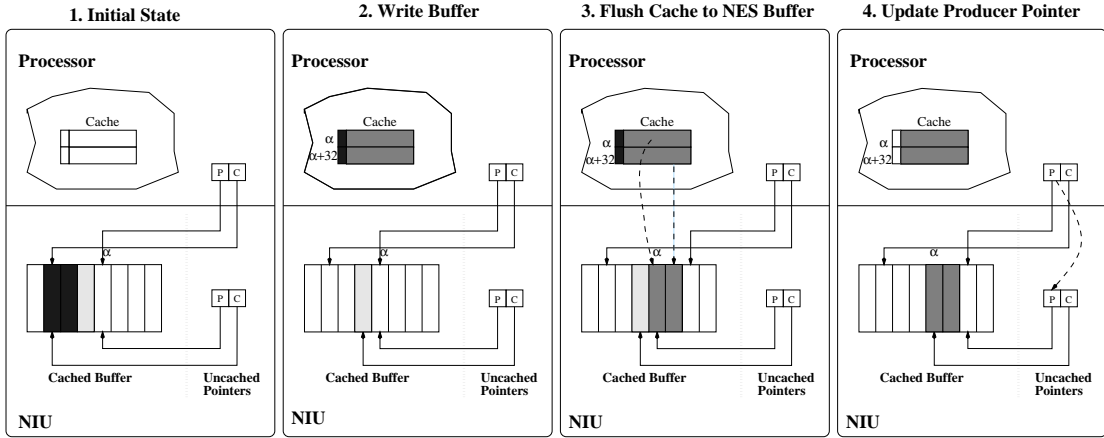 1. Initial State
Processor
Cache
P C
α
P C
Cached Buffer
Uncached
Pointers
NIU
2. Write Buffer
Processor
Cache
α
α+32
P C
α
P C
Cached Buffer
Uncached
Pointers
NIU
3. Flush Cache to NES Buffer
Processor
Cache
α
α+32
P C
α
P C
Cached Buffer
Uncached
Pointers
NIU
4. Update Producer Pointer
Processor
Cache
α
α+32
P C
α
P C
Cached Buffer
Uncached
Pointers
NIU